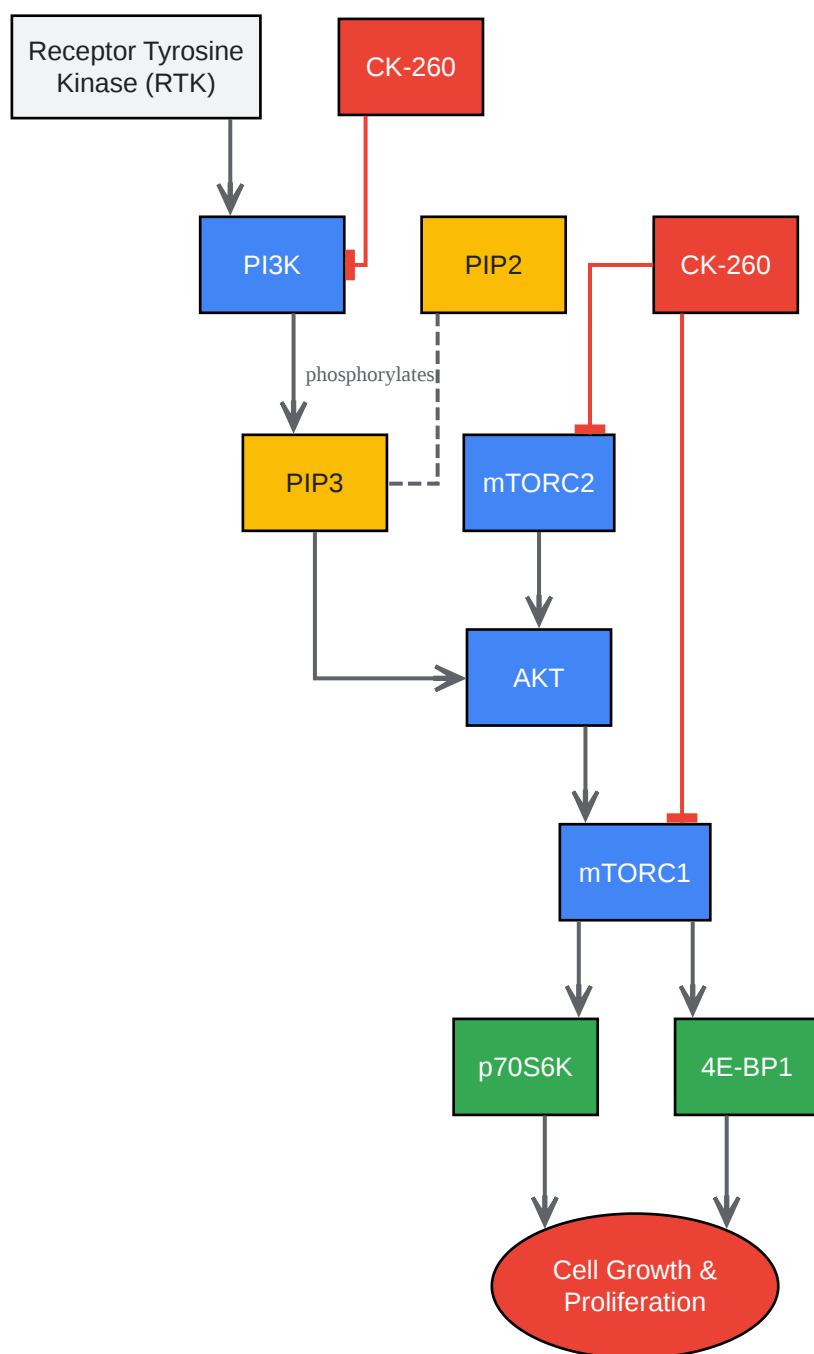 Receptor Tyrosine
Kinase (RTK)
CK-260
PI3K
PIP2
CK-260
phosphorylates
PIP3
mTORC2
AKT
mTORC1
p70S6K
4E-BP1
Cell Growth &
Proliferation